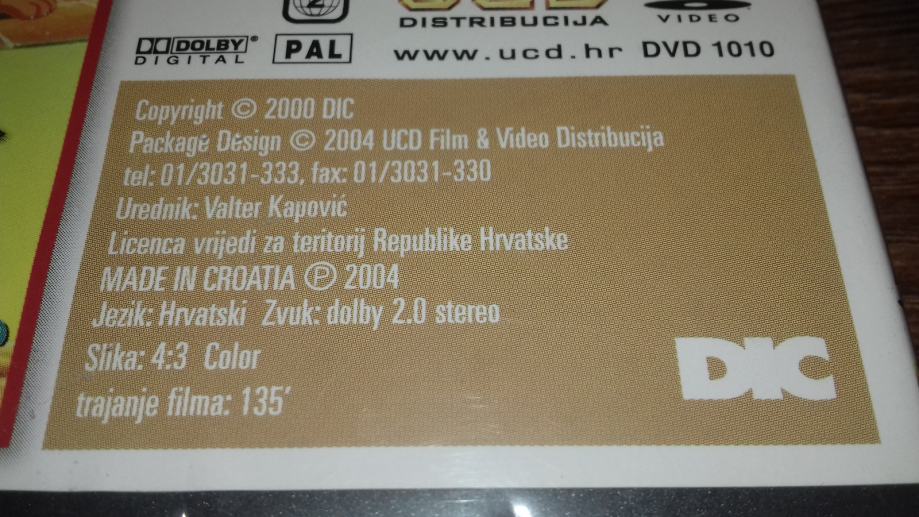 2 UCD VIDEO
DISTRIBUCIJA
DOLBY DIGITAL PAL www.ucd.hr DVD 1010
Copyright © 2000 DIC
Package Design © 2004 UCD Film & Video Distribucija
tel: 01/3031-333, fax: 01/3031-330
Urednik: Valter Kapović
Licenca vrijedi za teritorij Republike Hrvatske
MADE IN CROATIA ℗ 2004
Jezik: Hrvatski Zvuk: dolby 2.0 stereo
Slika: 4:3 Color
trajanje filma: 135'
DIC